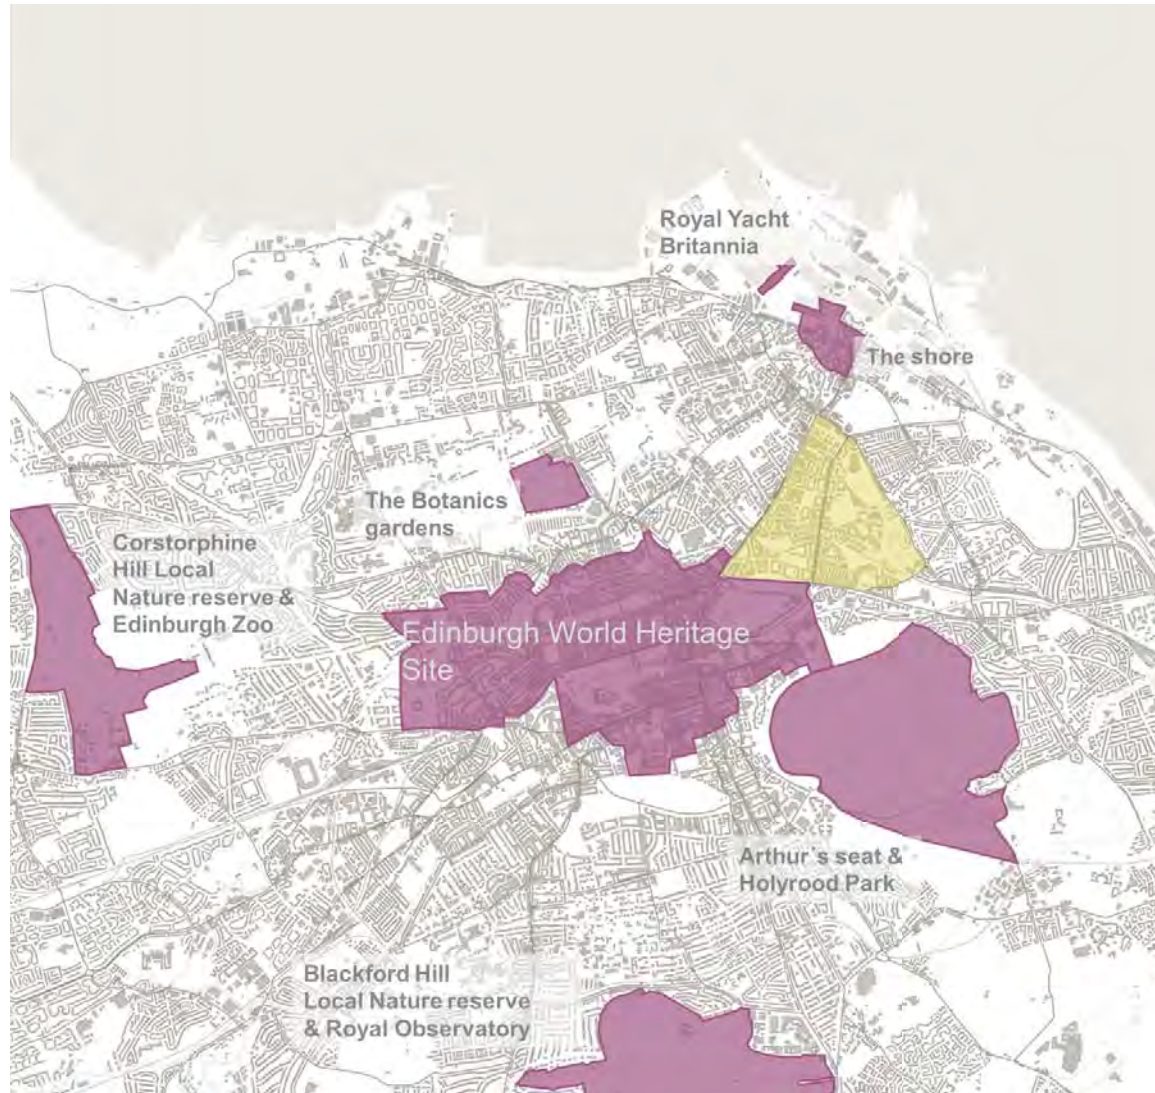 Royal Yacht
Britannia
The shore
The Botanics
gardens
Corstorphine
Hill Local
Nature reserve &
Edinburgh Zoo
Edinburgh World Heritage
Site
Arthur´s seat &
Holyrood Park
Blackford Hill
Local Nature reserve
& Royal Observatory